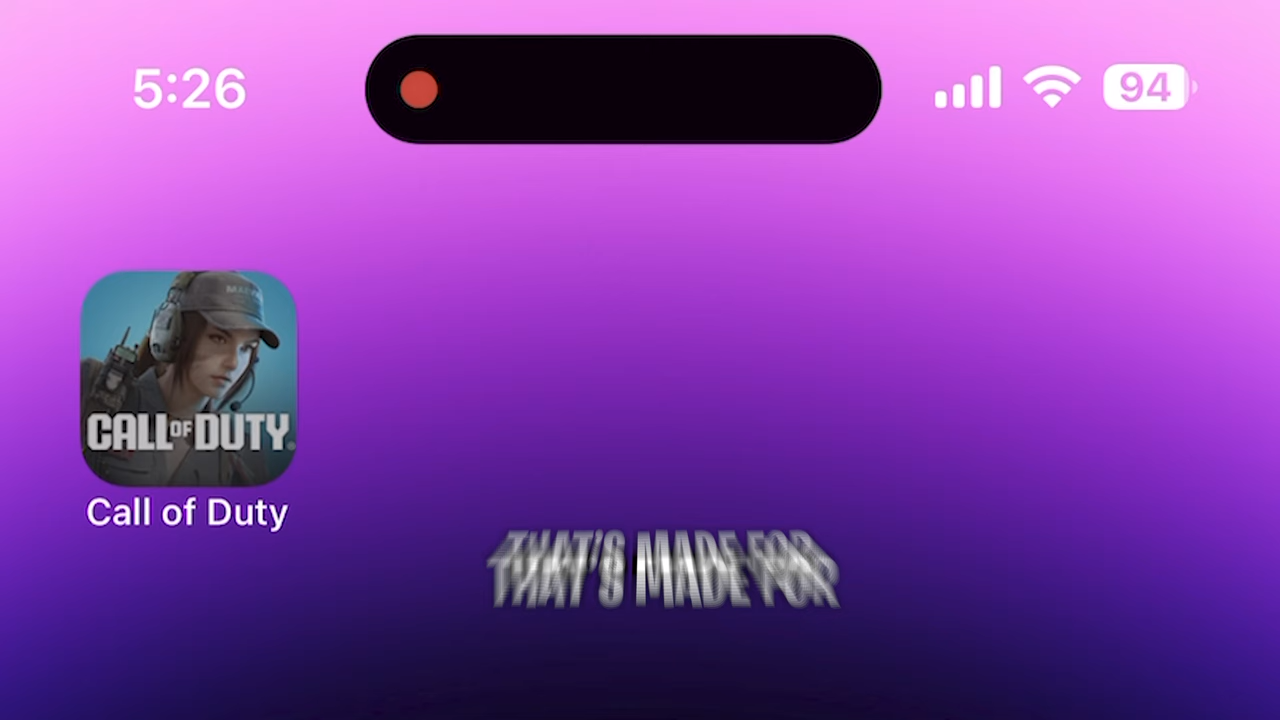 5:26
94
CALL OF DUTY
Call of Duty
THAT'S MADE FOR